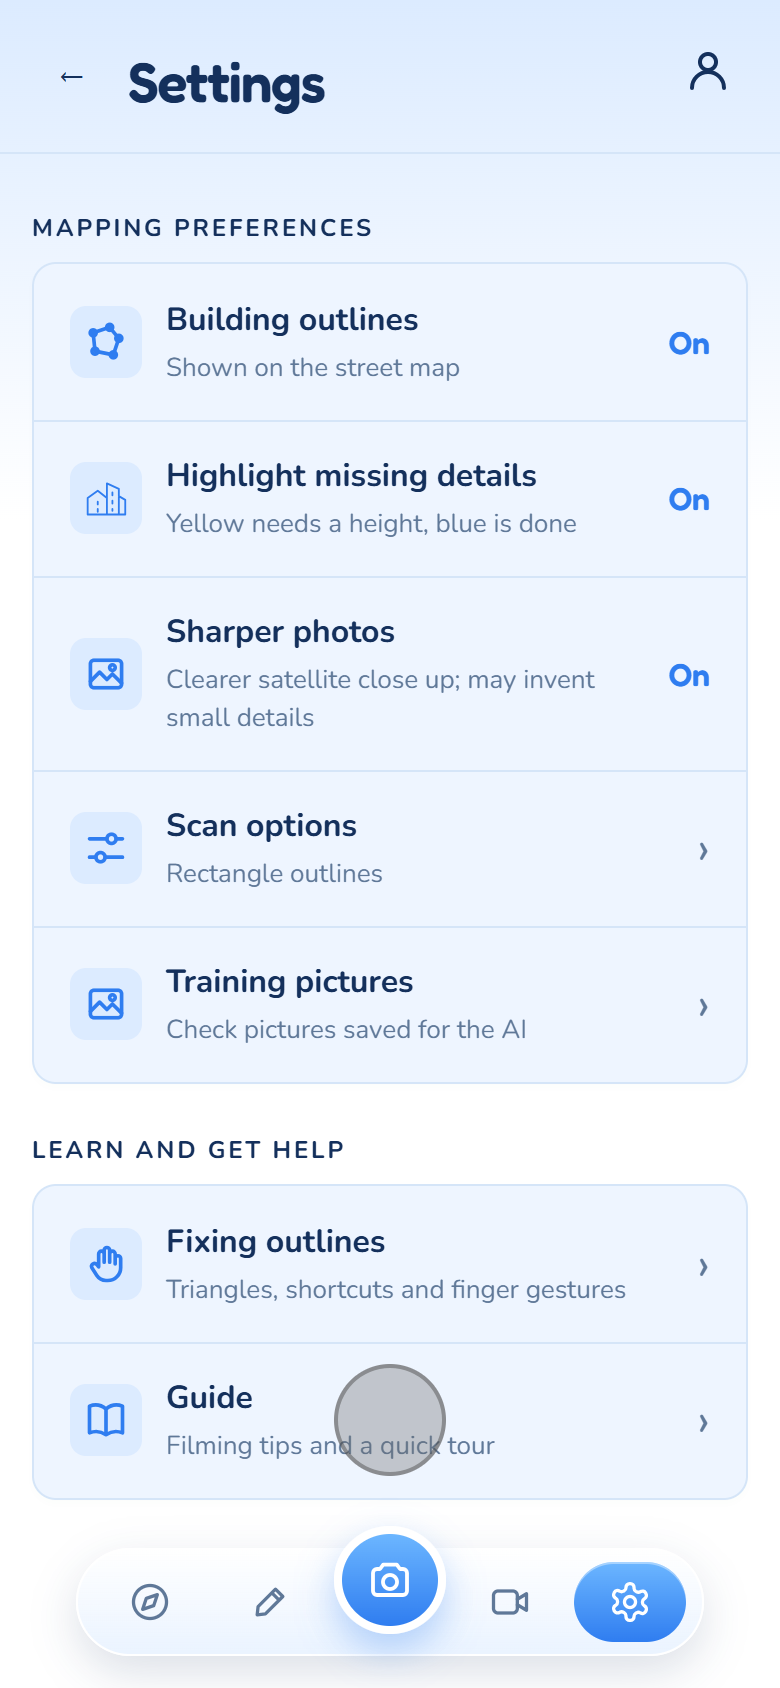 Settings
MAPPING PREFERENCES
Building outlines
Shown on the street map
On
Highlight missing details
Yellow needs a height, blue is done
On
Sharper photos
Clearer satellite close up; may invent
small details
On
Scan options
Rectangle outlines
Training pictures
Check pictures saved for the AI
LEARN AND GET HELP
Fixing outlines
Triangles, shortcuts and finger gestures
Guide
Filming tips and a quick tour